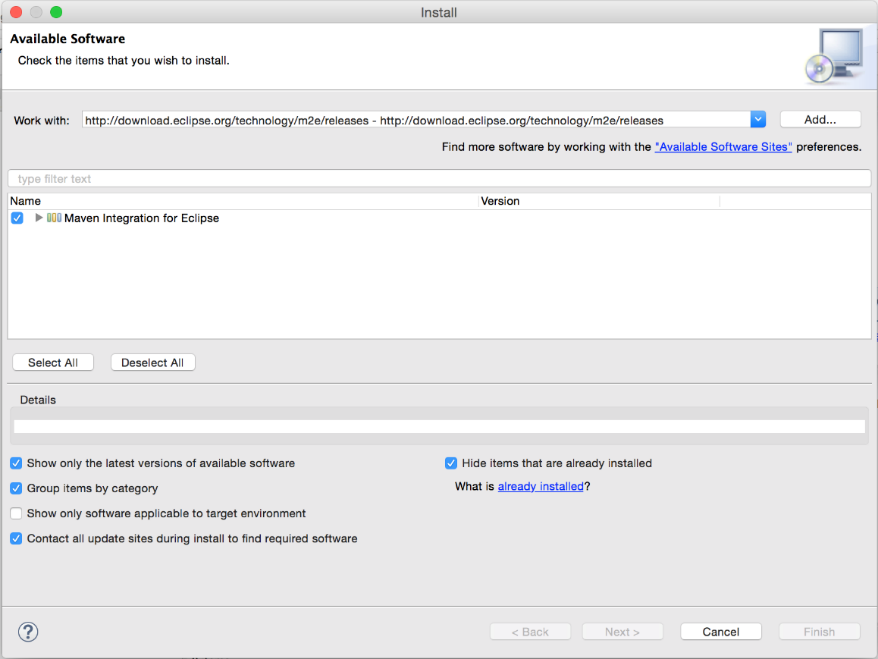 Install
Available Software
Check the items that you wish to install.
Work with: http://download.eclipse.org/technology/m2e/releases - http://download.eclipse.org/technology/m2e/releases Add...
Find more software by working with the "Available Software Sites" preferences.
type filter text
Name Version
Maven Integration for Eclipse
Select All Deselect All
Details
Show only the latest versions of available software Hide items that are already installed
Group items by category What is already installed?
Show only software applicable to target environment
Contact all update sites during install to find required software
? < Back Next > Cancel Finish